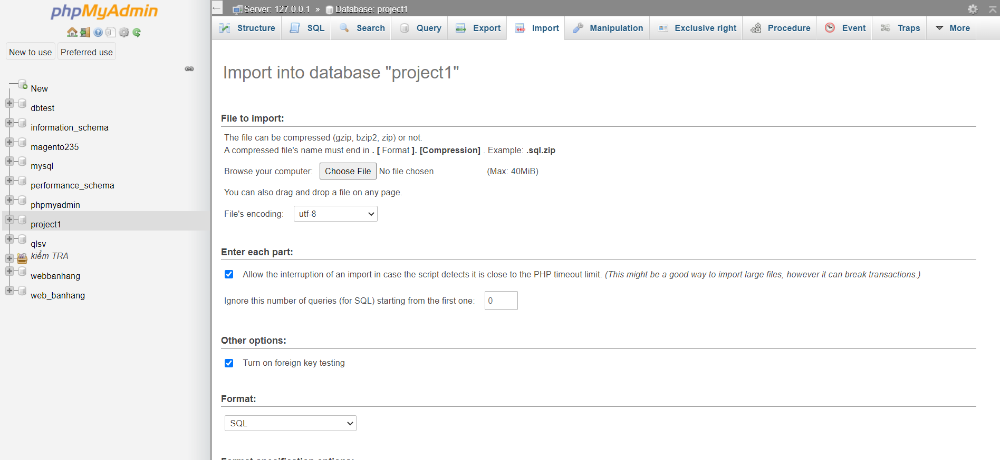 phpMyAdmin
New to use Preferred use
New
dbtest
information_schema
magento235
mysql
performance_schema
phpmyadmin
project1
qlsv
kiểm TRA
webbanhang
web_banhang
Server: 127.0.0.1 » Database: project1
Structure SQL Search Query Export Import Manipulation Exclusive right Procedure Event Traps More
Import into database "project1"
File to import:
The file can be compressed (gzip, bzip2, zip) or not.
A compressed file's name must end in . [ Format ]. [Compression] . Example: .sql.zip
Browse your computer: Choose File No file chosen (Max: 40MiB)
You can also drag and drop a file on any page.
File's encoding: utf-8
Enter each part:
Allow the interruption of an import in case the script detects it is close to the PHP timeout limit. (This might be a good way to import large files, however it can break transactions.)
Ignore this number of queries (for SQL) starting from the first one: 0
Other options:
Turn on foreign key testing
Format:
SQL
Format specification options: